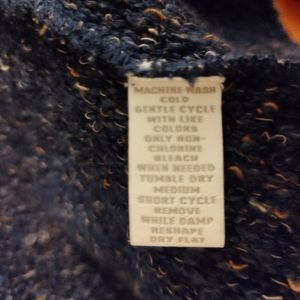 MACHINE WASH
COLD
GENTLE CYCLE
WITH LIKE
COLORS
ONLY NON-
CHLORINE
BLEACH
WHEN NEEDED
TUMBLE DRY
MEDIUM
SHORT CYCLE
REMOVE
WHILE DAMP
RESHAPE
DRY FLAT